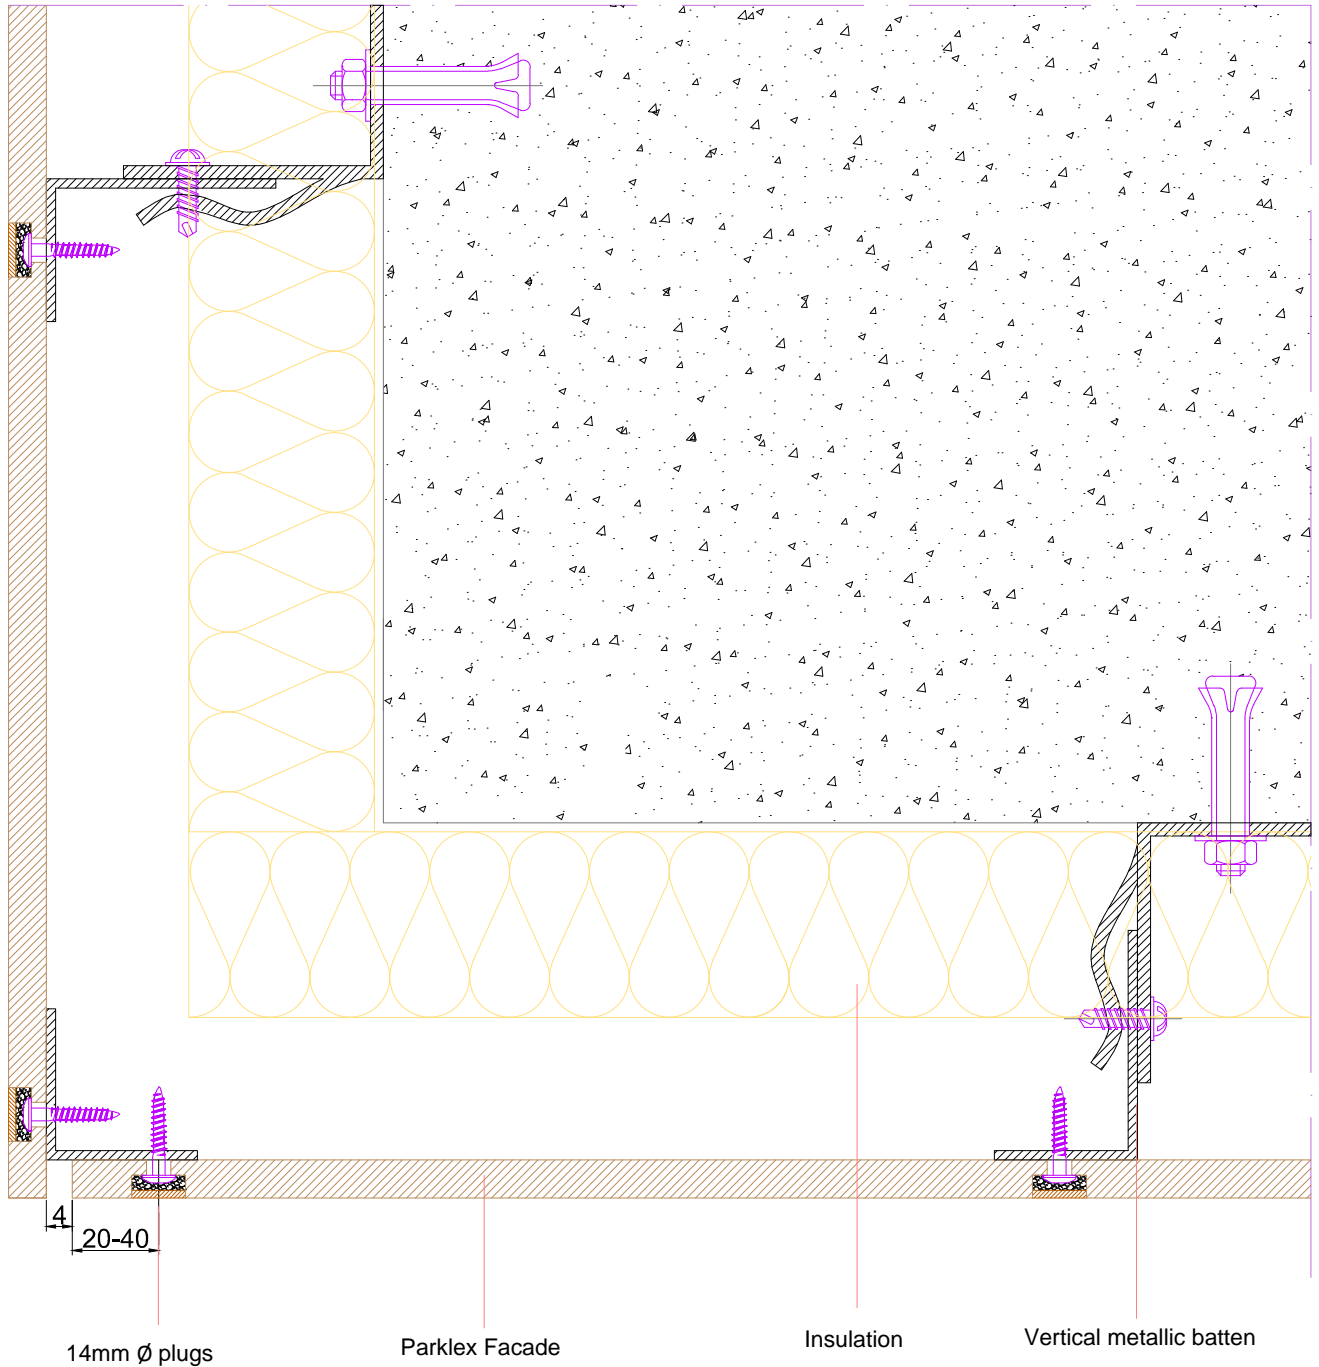 4
20-40
14mm Ø plugs
Parklex Facade
Insulation
Vertical metallic batten